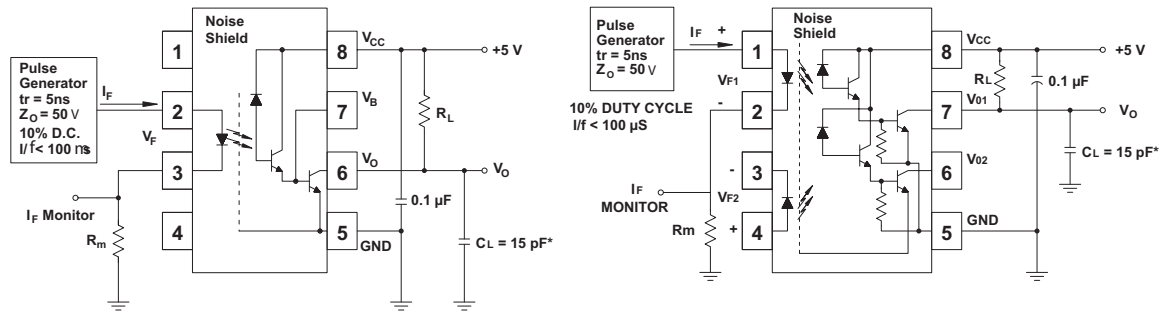 Noise
Shield
Pulse
Generator
tr = 5ns
ZO = 50 V
10% D.C.
I/f < 100 ms
IF
VF
1
2
3
4
8
7
6
5
VCC
VB
VO
GND
+5 V
RL
VO
0.1 µF
CL = 15 pF*
IF Monitor
Rm
Noise
Shield
Pulse
Generator
tr = 5ns
ZO = 50 V
IF
+
VF1
-
10% DUTY CYCLE
I/f < 100 µS
-
VF2
+
IF
MONITOR
Rm
1
2
3
4
8
7
6
5
VCC
V01
V02
GND
+5 V
RL
0.1 µF
VO
CL = 15 pF*